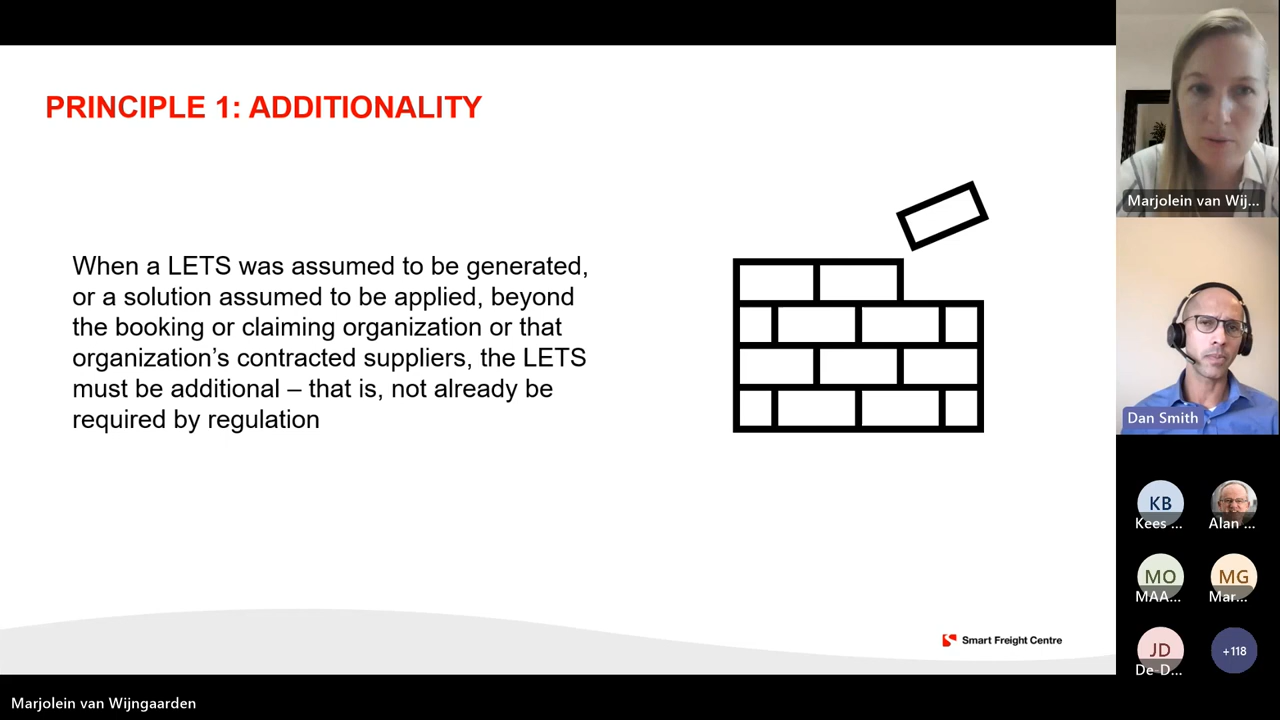 PRINCIPLE 1: ADDITIONALITY
When a LETS was assumed to be generated,
or a solution assumed to be applied, beyond
the booking or claiming organization or that
organization’s contracted suppliers, the LETS
must be additional – that is, not already be
required by regulation
Smart Freight Centre
Marjolein van Wij...
Dan Smith
KB
Kees ...
Alan ...
MO
MAA...
MG
Mar...
JD
De-D...
+118
Marjolein van Wijngaarden